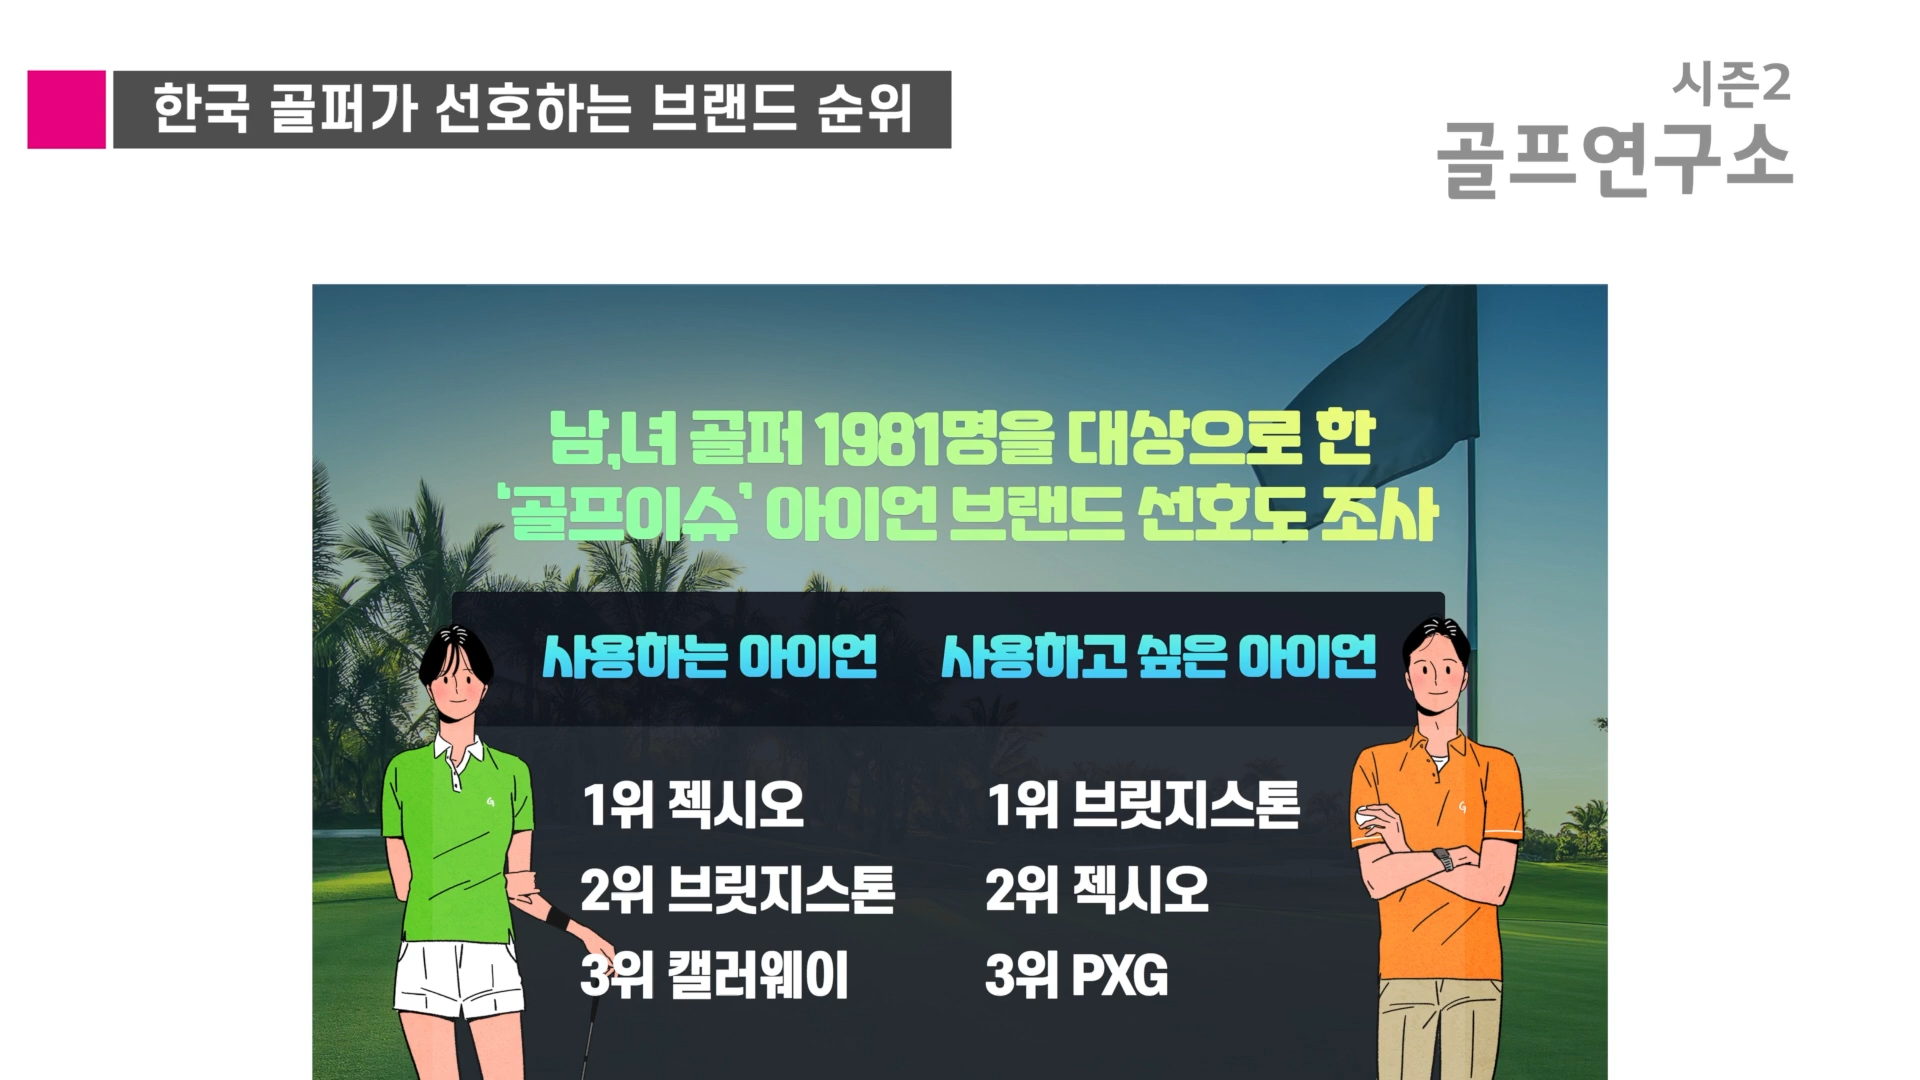 한국 골퍼가 선호하는 브랜드 순위
시즌2
골프연구소
남,녀 골퍼 1981명을 대상으로 한
‘골프이슈’ 아이언 브랜드 선호도 조사
사용하는 아이언 사용하고 싶은 아이언
1위 젝시오 1위 브릿지스톤
2위 브릿지스톤 2위 젝시오
3위 캘러웨이 3위 PXG
G
G